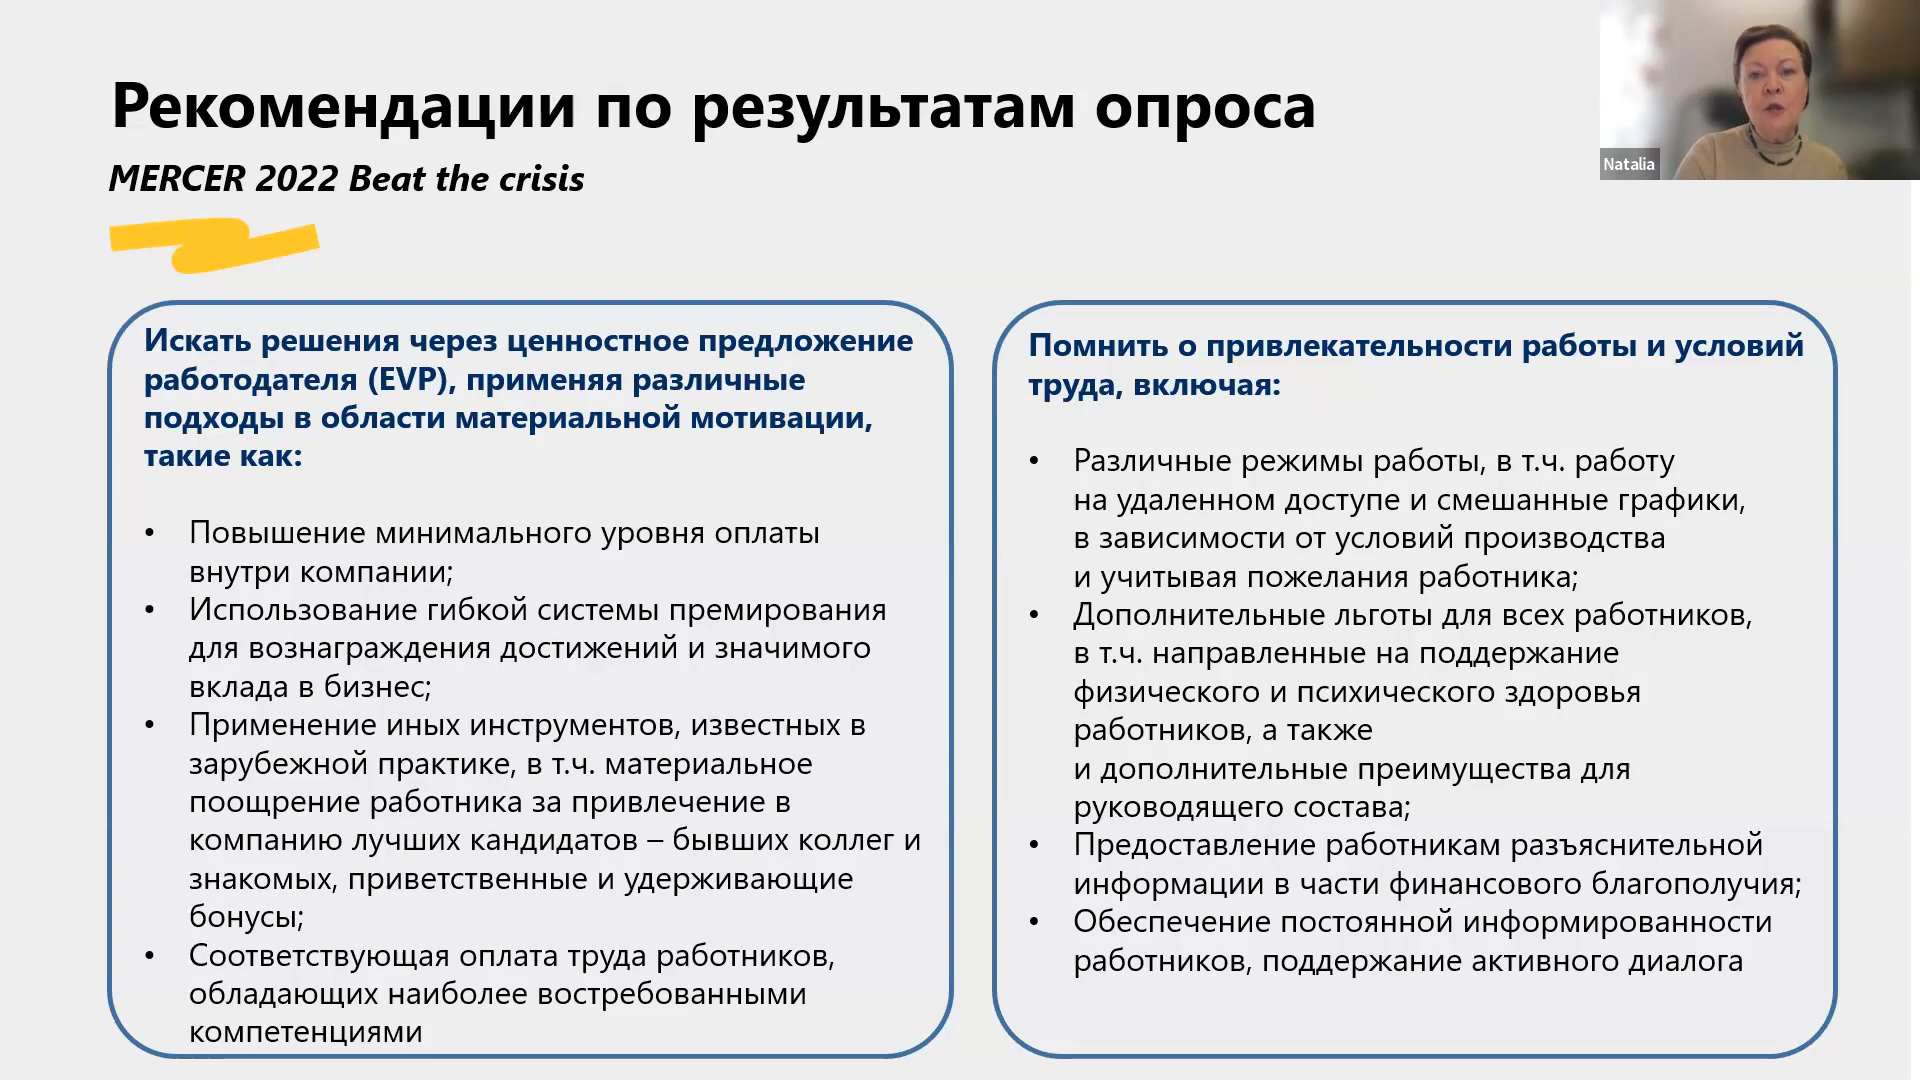 Рекомендации по результатам опроса
MERCER 2022 Beat the crisis
Natalia
Искать решения через ценностное предложение
работодателя (EVP), применяя различные
подходы в области материальной мотивации,
такие как:
• Повышение минимального уровня оплаты
внутри компании;
• Использование гибкой системы премирования
для вознаграждения достижений и значимого
вклада в бизнес;
• Применение иных инструментов, известных в
зарубежной практике, в т.ч. материальное
поощрение работника за привлечение в
компанию лучших кандидатов – бывших коллег и
знакомых, приветственные и удерживающие
бонусы;
• Соответствующая оплата труда работников,
обладающих наиболее востребованными
компетенциями
Помнить о привлекательности работы и условий
труда, включая:
• Различные режимы работы, в т.ч. работу
на удаленном доступе и смешанные графики,
в зависимости от условий производства
и учитывая пожелания работника;
• Дополнительные льготы для всех работников,
в т.ч. направленные на поддержание
физического и психического здоровья
работников, а также
и дополнительные преимущества для
руководящего состава;
• Предоставление работникам разъяснительной
информации в части финансового благополучия;
• Обеспечение постоянной информированности
работников, поддержание активного диалога